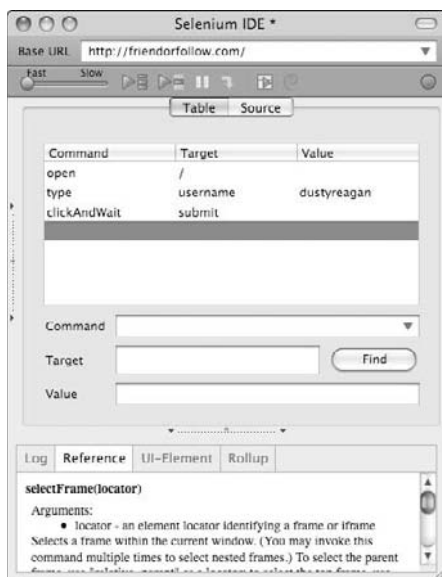 Selenium IDE *
Base URL http://friendorfollow.com/
Fast Slow
Table Source
Command Target Value
open /
type username dustyreagan
clickAndWait submit
Command
Target Find
Value
Log Reference UI-Element Rollup
selectFrame(locator)
Arguments:
• locator - an element locator identifying a frame or iframe
Selects a frame within the current window. (You may invoke this
command multiple times to select nested frames.) To select the parent